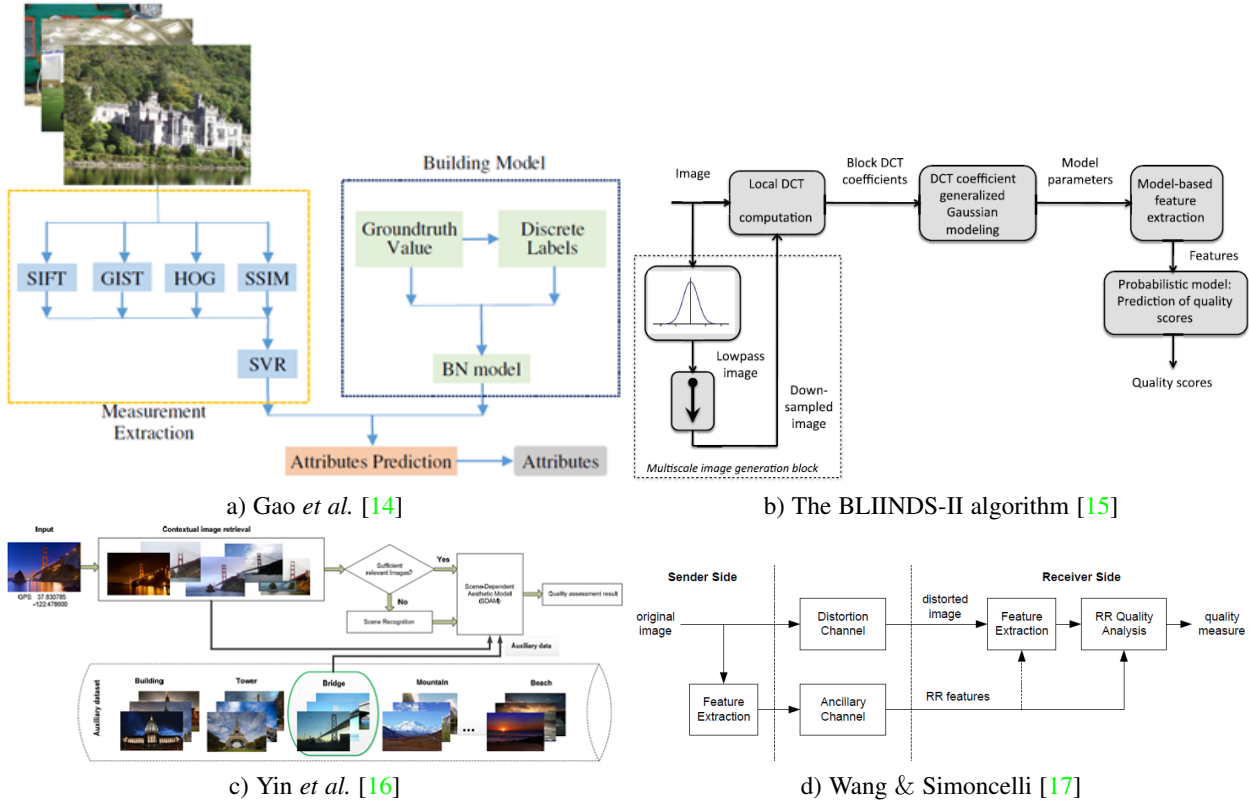 Building Model
Groundtruth
Value
Discrete
Labels
SIFT
GIST
HOG
SSIM
SVR
BN model
Measurement
Extraction
Attributes Prediction
Attributes
a) Gao et al. [14]
Image
Local DCT
computation
Block DCT
coefficients
DCT coefficient
generalized
Gaussian
modeling
Model
parameters
Model-based
feature
extraction
Features
Probabilistic model:
Prediction of quality
scores
Quality scores
Lowpass
image
Down-
sampled
image
Multiscale image generation block
b) The BLIINDS-II algorithm [15]
Input
GPS: 37.830785
-122.478600
Contextual image retrieval
Sufficient
relevant Images?
Yes
No
Scene Recognition
Scene-Dependent
Aesthetic Model
(SDAM)
Quality assessment result
Auxiliary data
Auxiliary dataset
Building
Tower
Bridge
Mountain
...
Beach
c) Yin et al. [16]
Sender Side
Receiver Side
original
image
Distortion
Channel
distorted
image
Feature
Extraction
RR Quality
Analysis
quality
measure
Feature
Extraction
Ancillary
Channel
RR features
d) Wang & Simoncelli [17]